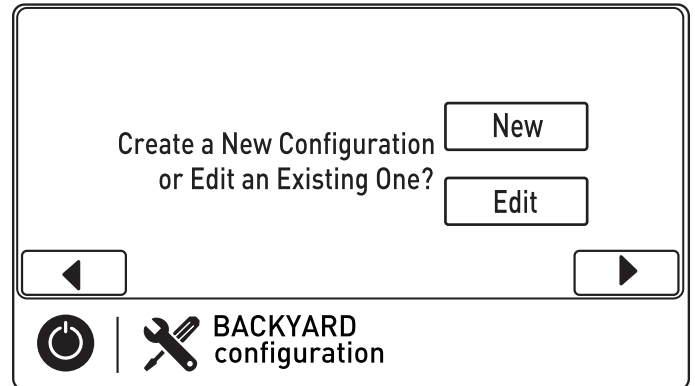 Create a New Configuration
or Edit an Existing One?
New
Edit
BACKYARD
configuration